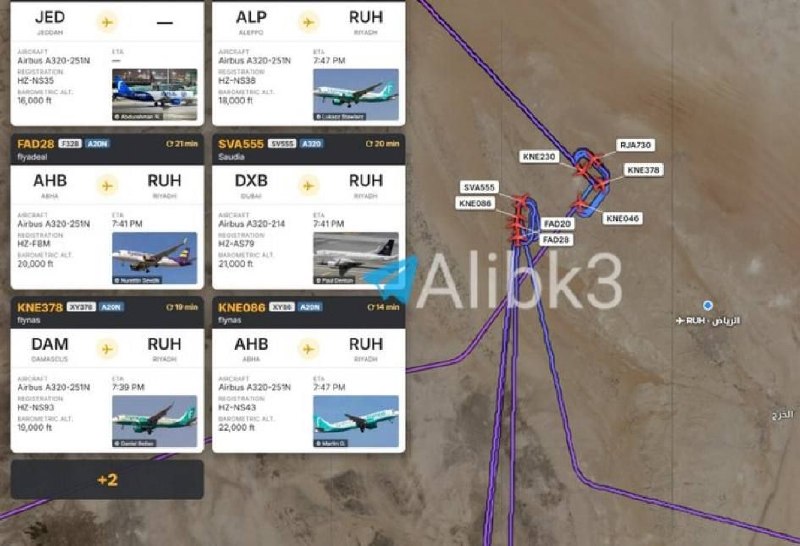 JED
—
JEDDAH
AIRCRAFT
ETA
Airbus A320-251N
—
REGISTRATION
HZ-NS35
BAROMETRIC ALT.
16,000 ft
ALP
RUH
ALEPPO
RIYADH
AIRCRAFT
ETA
Airbus A320-251N
7:47 PM
REGISTRATION
HZ-NS38
BAROMETRIC ALT.
18,000 ft
FAD28 F328 A20N 21 min
flyadeal
AHB
RUH
ABHA
RIYADH
AIRCRAFT
ETA
Airbus A320-251N
7:41 PM
REGISTRATION
BAROMETRIC ALT.
20,000 ft
SVA555 SV555 A320 20 min
Saudia
DXB
RUH
DUBAI
RIYADH
AIRCRAFT
ETA
Airbus A320-214
7:41 PM
REGISTRATION
HZ-AS79
BAROMETRIC ALT.
21,000 ft
Paul Denton
KNE378 XY378 A20N 19 min
flynas
DAM
RUH
DAMASCUS
RIYADH
AIRCRAFT
ETA
Airbus A320-251N
7:39 PM
REGISTRATION
HZ-NS93
BAROMETRIC ALT.
19,000 ft
KNE086 XY86 A20N 14 min
flynas
AHB
RUH
ABHA
RIYADH
AIRCRAFT
ETA
Airbus A320-251N
7:47 PM
REGISTRATION
HZ-NS43
BAROMETRIC ALT.
22,000 ft
+2
RJA730
KNE230
KNE378
SVA555
KNE086
KNE046
FAD20
FAD28
Alibk3
RUH - الرياض
الخرج